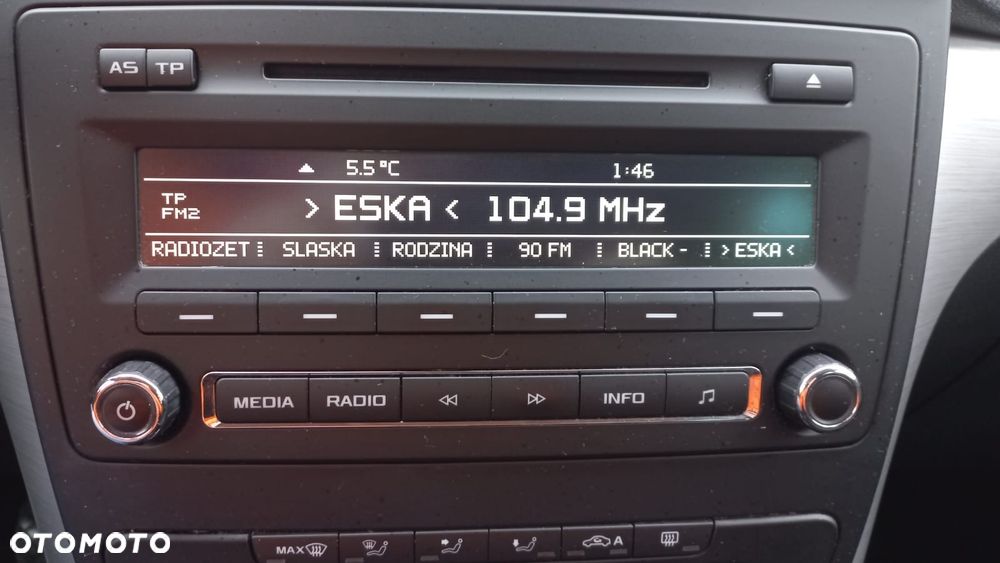 AS TP
5.5°C 1:46
TP
FM2
> ESKA < 104.9 MHz
RADIOZET SLASKA RODZINA 90 FM BLACK - > ESKA <
MEDIA RADIO INFO
MAX A
OTOMOTO